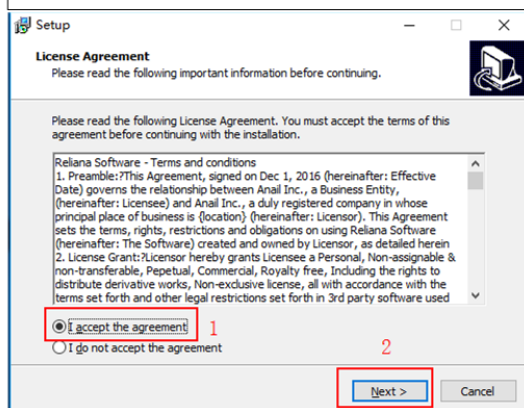 Setup
License Agreement
Please read the following important information before continuing.
Please read the following License Agreement. You must accept the terms of this
agreement before continuing with the installation.
Reliana Software - Terms and conditions
1. Preamble:?This Agreement, signed on Dec 1, 2016 (hereinafter: Effective
Date) governs the relationship between Anail Inc., a Business Entity,
(hereinafter: Licensee) and Anail Inc., a duly registered company in whose
principal place of business is {location} (hereinafter: Licensor). This Agreement
sets the terms, rights, restrictions and obligations on using Reliana Software
(hereinafter: The Software) created and owned by Licensor, as detailed herein
2. License Grant:?Licensor hereby grants Licensee a Personal, Non-assignable &
non-transferable, Pepetual, Commercial, Royalty free, Including the rights to
distribute derivative works, Non-exclusive license, all with accordance with the
terms set forth and other legal restrictions set forth in 3rd party software used
I accept the agreement 1
I do not accept the agreement
2
Next > Cancel